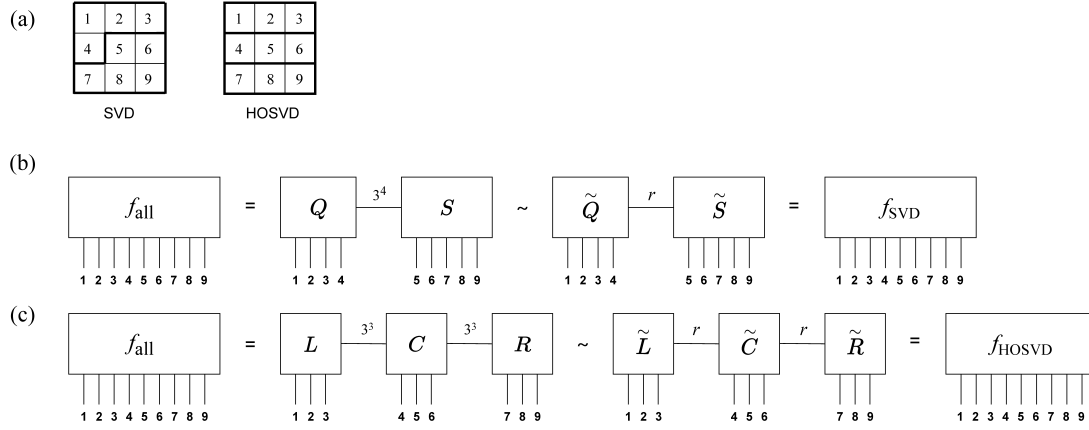 (a)
1 2 3
4 5 6
7 8 9
SVD
1 2 3
4 5 6
7 8 9
HOSVD
(b)
f_all = Q 3^4 S ~ Q̃ r S̃ = f_SVD
1 2 3 4 5 6 7 8 9 1 2 3 4 5 6 7 8 9 1 2 3 4 5 6 7 8 9 1 2 3 4 5 6 7 8 9
(c)
f_all = L 3^3 C 3^3 R ~ L̃ r C̃ r R̃ = f_HOSVD
1 2 3 4 5 6 7 8 9 1 2 3 4 5 6 7 8 9 1 2 3 4 5 6 7 8 9 1 2 3 4 5 6 7 8 9